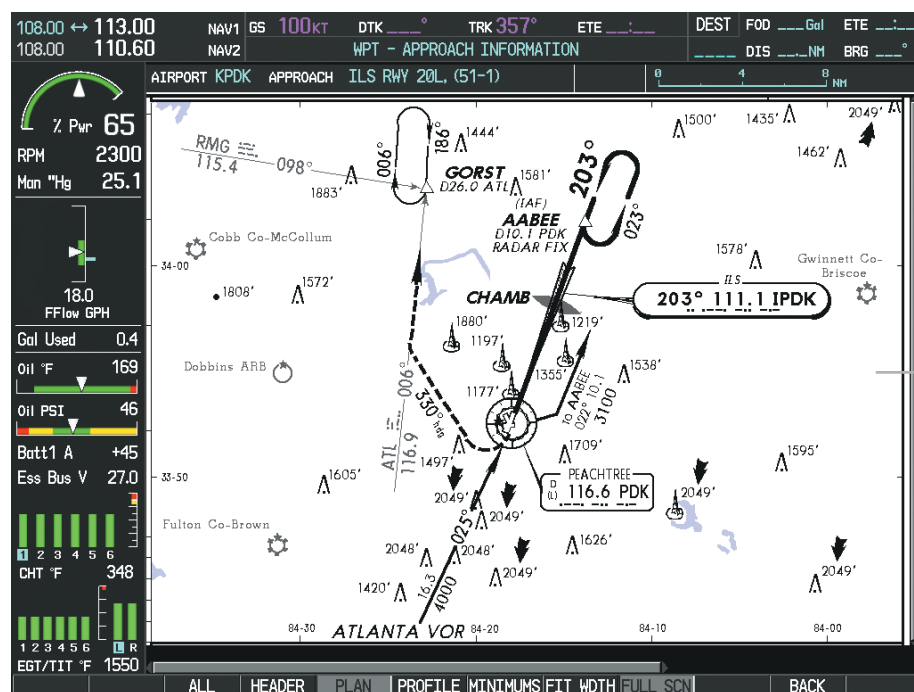 108.00 ↔ 113.00 NAV1 GS 100KT DTK ___° TRK 357° ETE __:__ DEST FOD ___Gal ETE __:__
108.00 110.60 NAV2 WPT - APPROACH INFORMATION _____ DIS __._NM BRG ___°
AIRPORT KPDK APPROACH ILS RWY 20L, (51-1) 0 4 8 NM
% Pwr 65
RPM 2300
Man "Hg 25.1
18.0
FFlow GPH
Gal Used 0.4
Oil °F 169
Oil PSI 46
Batt1 A +45
Ess Bus V 27.0
1 2 3 4 5 6
CHT °F 348
1 2 3 4 5 6 L R
EGT/TIT °F 1550
RMG
115.4
098°
006°
186°
1444'
1883'
GORST
D26.0 ATL
1581'
(IAF)
AABEE
D10.1 PDK
RADAR FIX
203°
023°
1500'
1435'
2049'
1462'
Cobb Co-McCollum
34-00
1808'
1572'
1578'
Gwinnett Co-
Briscoe
CHAMB
ILS
203° 111.1 IPDK
1880'
1197'
1219'
1355'
1177'
1538'
Dobbins ARB
330° hdg
ATL
116.9
006°
to AABEE
022° 10.1
3100
1497'
1709'
1595'
33-50
1605'
PEACHTREE
D
(L)
116.6 PDK
2049'
2049'
2049'
Fulton Co-Brown
025°
2048'
2048'
1626'
2049'
2049'
1420'
16.3
4000
ATLANTA VOR
84-30 84-20 84-10 84-00
ALL HEADER PLAN PROFILE MINIMUMS FIT WDTH FULL SCN BACK